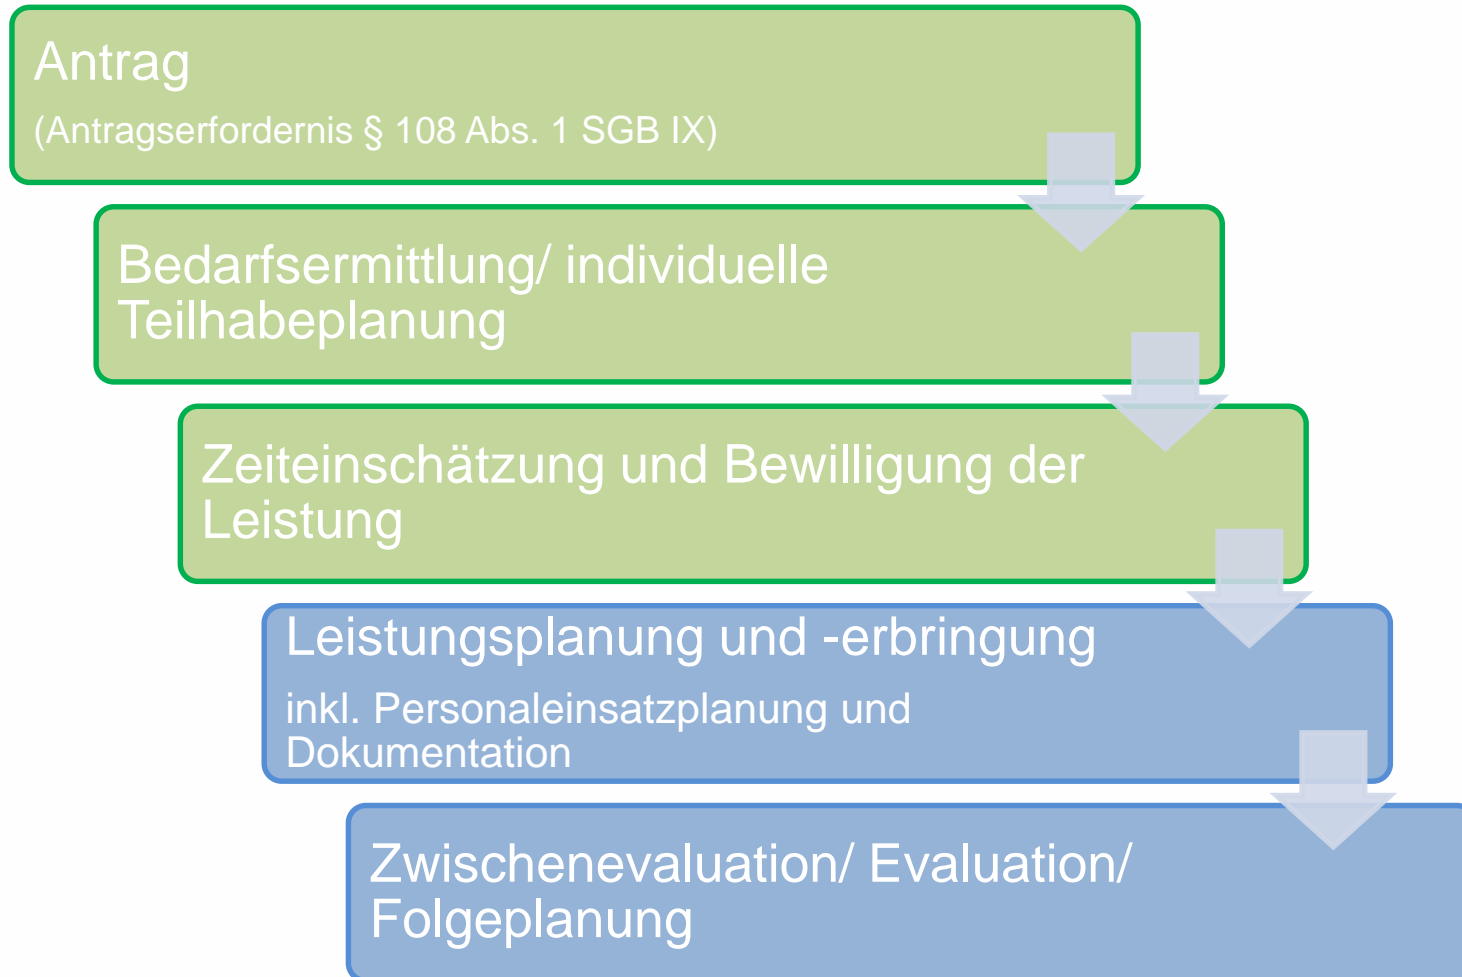 Antrag
(Antragserfordernis § 108 Abs. 1 SGB IX)
Bedarfsermittlung/ individuelle
Teilhabeplanung
Zeiteinschätzung und Bewilligung der
Leistung
Leistungsplanung und -erbringung
inkl. Personaleinsatzplanung und
Dokumentation
Zwischenevaluation/ Evaluation/
Folgeplanung